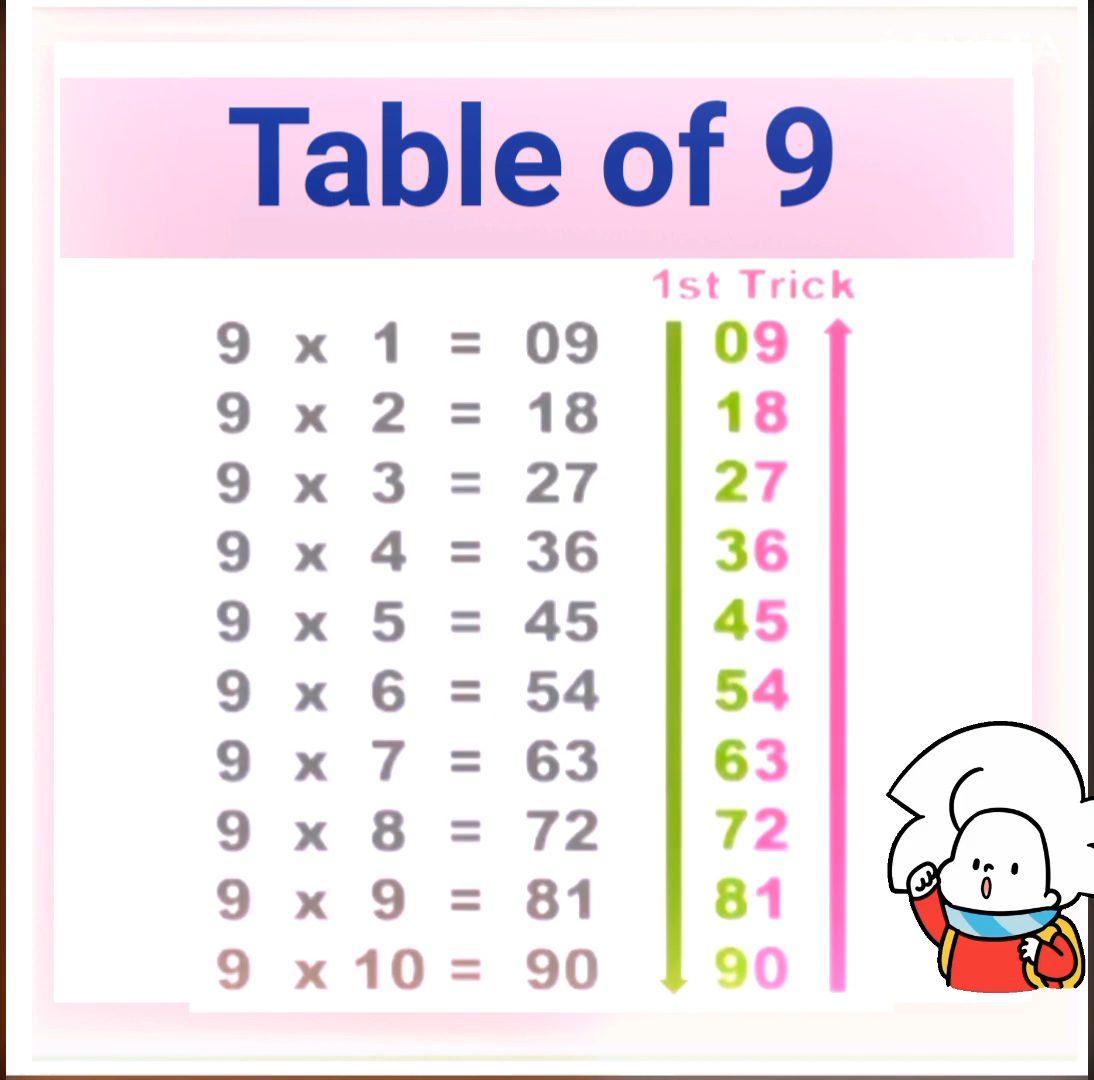 Table of 9
1st Trick
9 x 1 = 09 09
9 x 2 = 18 18
9 x 3 = 27 27
9 x 4 = 36 36
9 x 5 = 45 45
9 x 6 = 54 54
9 x 7 = 63 63
9 x 8 = 72 72
9 x 9 = 81 81
9 x 10 = 90 90